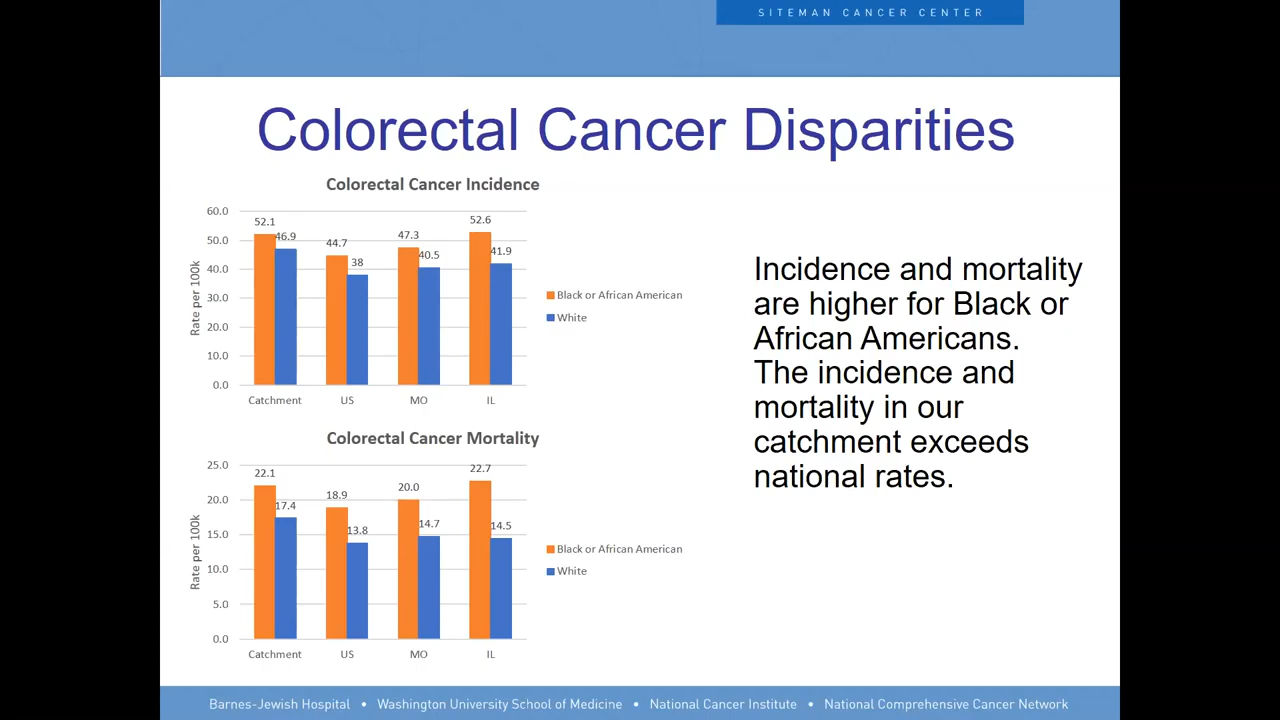 SITEMAN CANCER CENTER
Colorectal Cancer Disparities
Colorectal Cancer Incidence
60.0
50.0
40.0
30.0
20.0
10.0
0.0
Rate per 100k
52.1
46.9
44.7
38
47.3
40.5
52.6
41.9
Catchment
US
MO
IL
Black or African American
White
Colorectal Cancer Mortality
25.0
20.0
15.0
10.0
5.0
0.0
Rate per 100k
22.1
17.4
18.9
13.8
20.0
14.7
22.7
14.5
Catchment
US
MO
IL
Black or African American
White
Incidence and mortality
are higher for Black or
African Americans.
The incidence and
mortality in our
catchment exceeds
national rates.
Barnes-Jewish Hospital • Washington University School of Medicine • National Cancer Institute • National Comprehensive Cancer Network